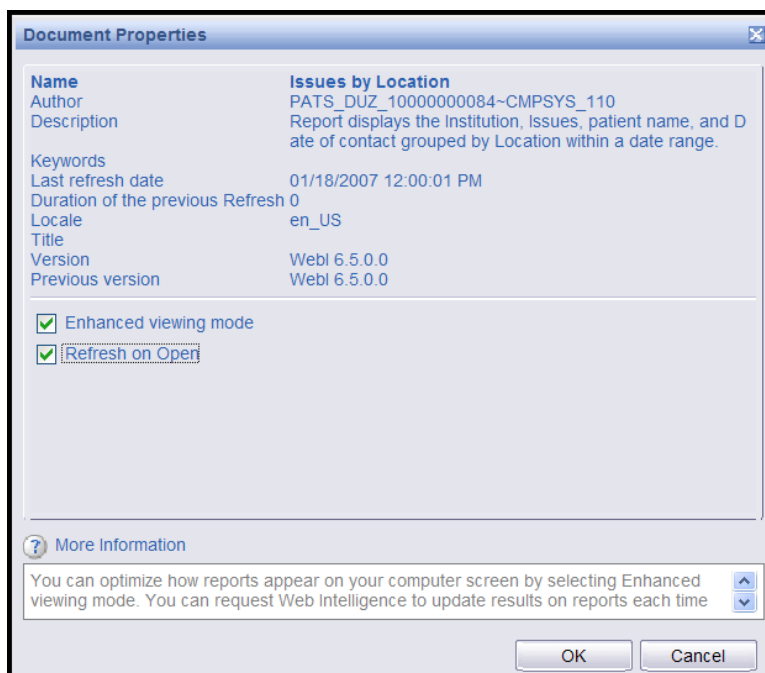 Document Properties
Name Issues by Location
Author PATS_DUZ_10000000084~CMPSYS_110
Description Report displays the Institution, Issues, patient name, and D
ate of contact grouped by Location within a date range.
Keywords
Last refresh date 01/18/2007 12:00:01 PM
Duration of the previous Refresh 0
Locale en_US
Title
Version WebI 6.5.0.0
Previous version WebI 6.5.0.0
Enhanced viewing mode
Refresh on Open
? More Information
You can optimize how reports appear on your computer screen by selecting Enhanced
viewing mode. You can request Web Intelligence to update results on reports each time
OK Cancel